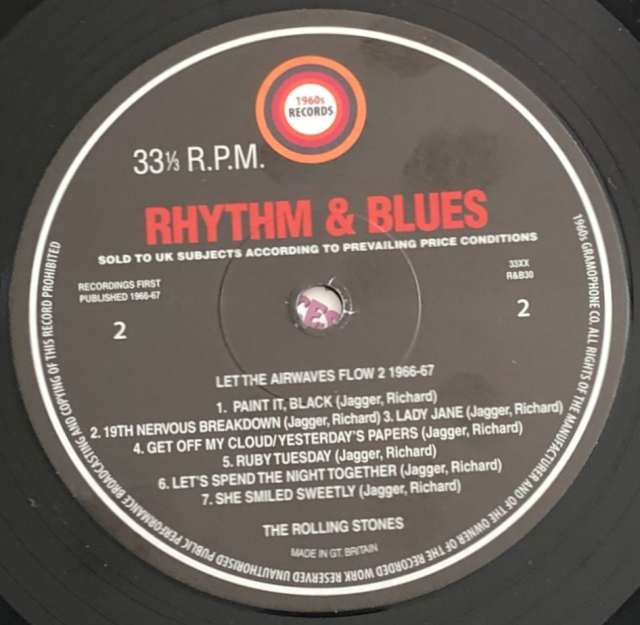 1960s
RECORDS
33⅓ R.P.M.
RHYTHM & BLUES
SOLD TO UK SUBJECTS ACCORDING TO PREVAILING PRICE CONDITIONS
RECORDINGS FIRST
PUBLISHED 1966-67
33XX
R&B30
2
2
LET THE AIRWAVES FLOW 2 1966-67
1. PAINT IT, BLACK (Jagger, Richard)
2. 19TH NERVOUS BREAKDOWN (Jagger, Richard) 3. LADY JANE (Jagger, Richard)
4. GET OFF MY CLOUD/YESTERDAY'S PAPERS (Jagger, Richard)
5. RUBY TUESDAY (Jagger, Richard)
6. LET'S SPEND THE NIGHT TOGETHER (Jagger, Richard)
7. SHE SMILED SWEETLY (Jagger, Richard)
THE ROLLING STONES
MADE IN GT. BRITAIN
1960s GRAMOPHONE CO. ALL RIGHTS OF THE MANUFACTURER AND OF THE OWNER OF THE RECORDED WORK RESERVED UNAUTHORISED PUBLIC PERFORMANCE BROADCASTING AND COPYING OF THIS RECORD PROHIBITED